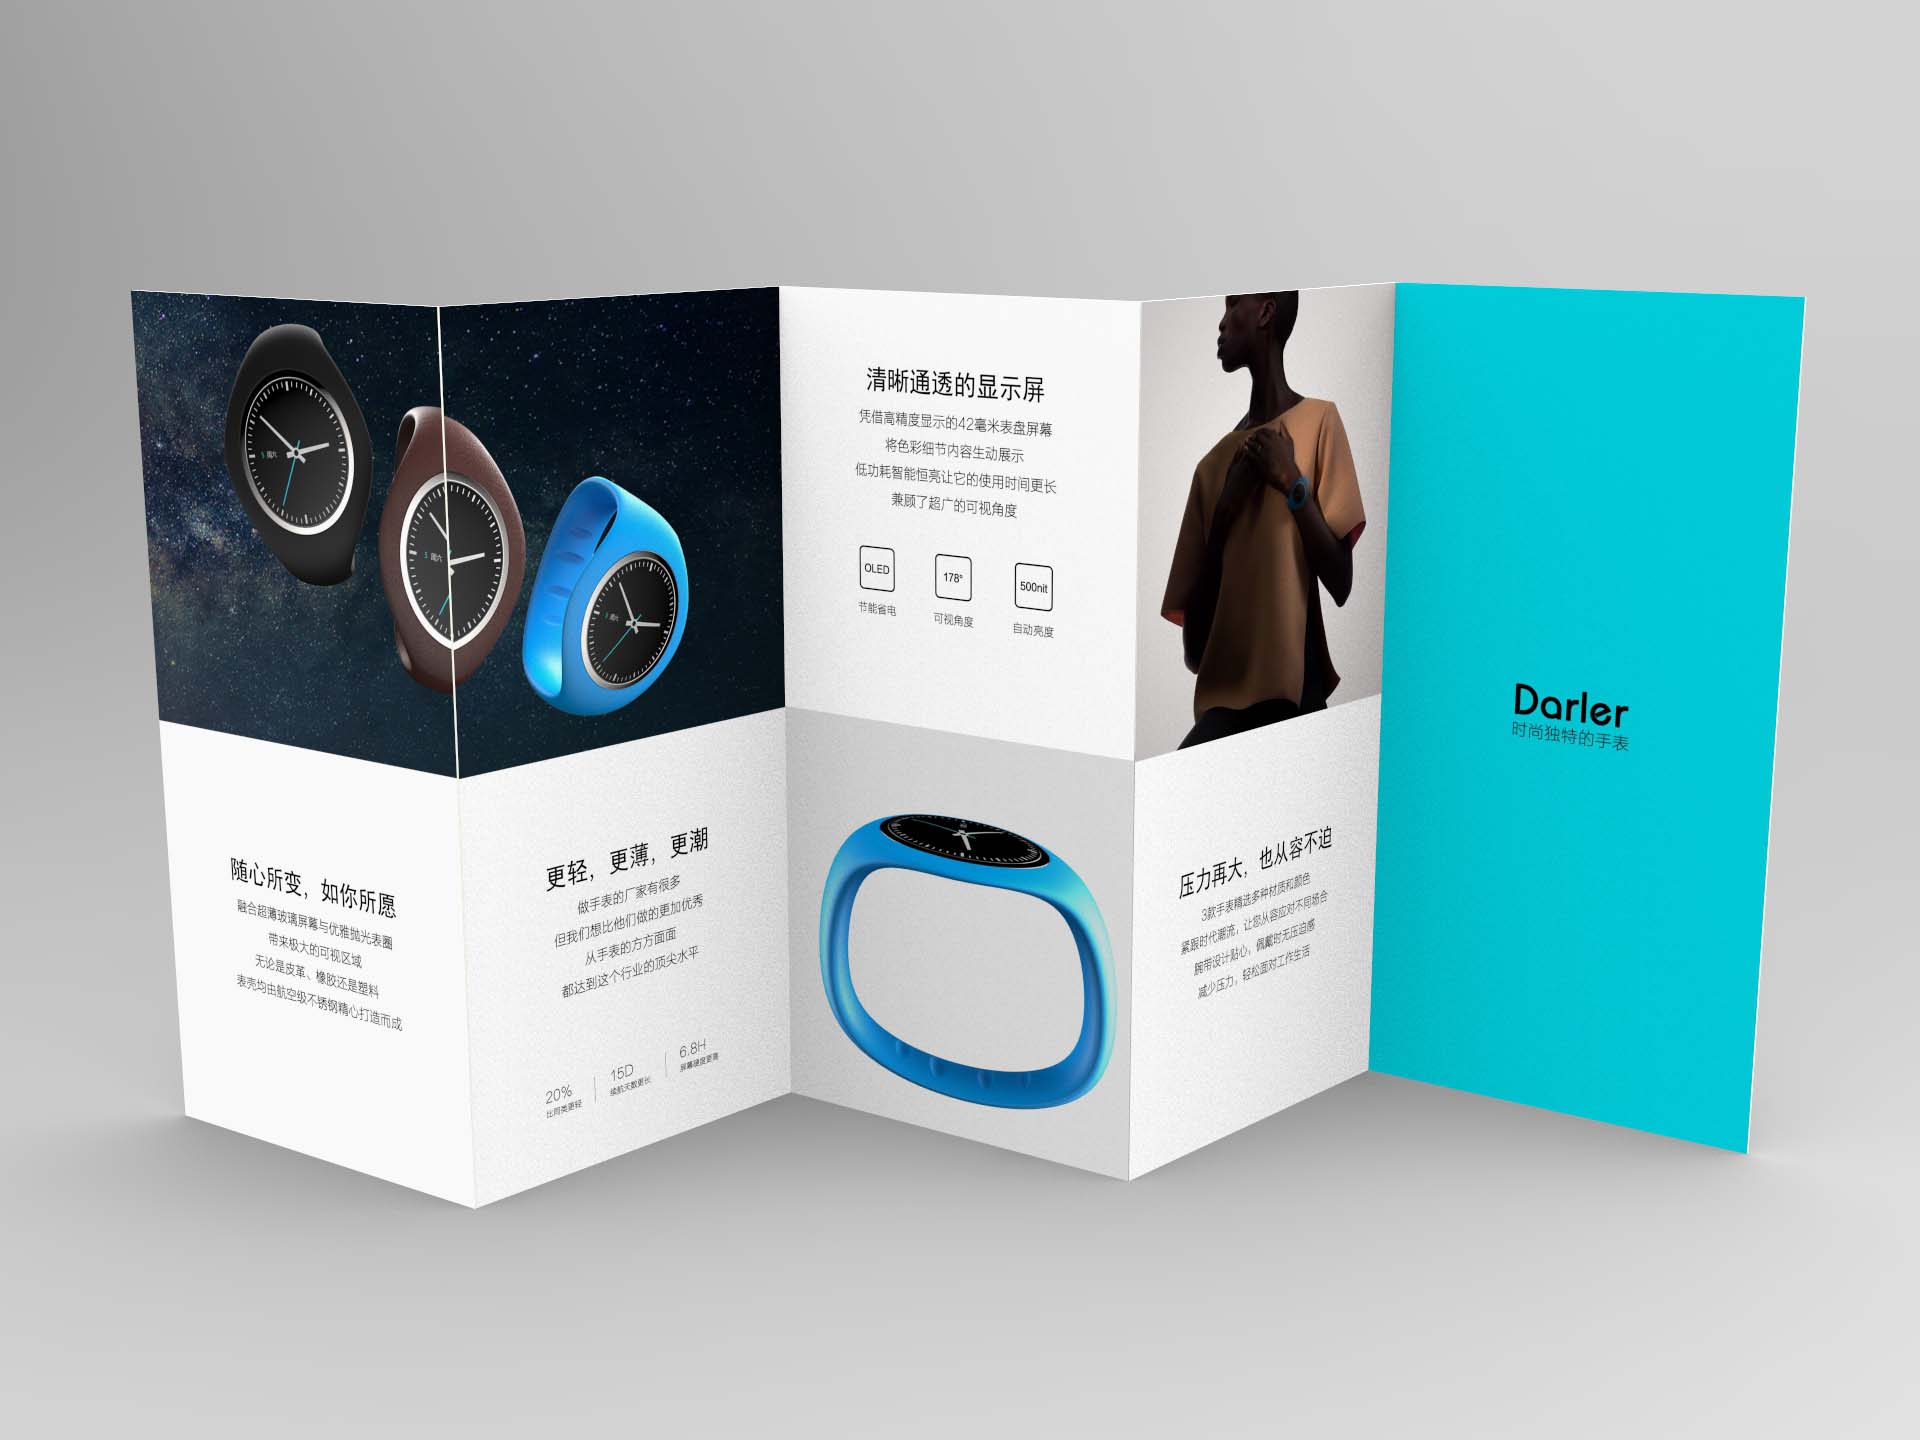 5 周六
5 周六
5 周六
随心所变，如你所愿
融合超薄玻璃屏幕与优雅抛光表圈
带来极大的可视区域
无论是皮革、橡胶还是塑料
表壳均由航空级不锈钢精心打造而成
更轻，更薄，更潮
做手表的厂家有很多
但我们想比他们做的更加优秀
从手表的方方面面
都达到这个行业的顶尖水平
20%
比同类更轻
15D
续航天数更长
6.8H
屏幕硬度更高
清晰通透的显示屏
凭借高精度显示的42毫米表盘屏幕
将色彩细节内容生动展示
低功耗智能恒亮让它的使用时间更长
兼顾了超广的可视角度
OLED
节能省电
178°
可视角度
500nit
自动亮度
压力再大，也从容不迫
3款手表精选多种材质和颜色
紧跟时代潮流，让您从容应对不同场合
腕带设计贴心，佩戴时无压迫感
减少压力，轻松面对工作生活
Darler
时尚独特的手表